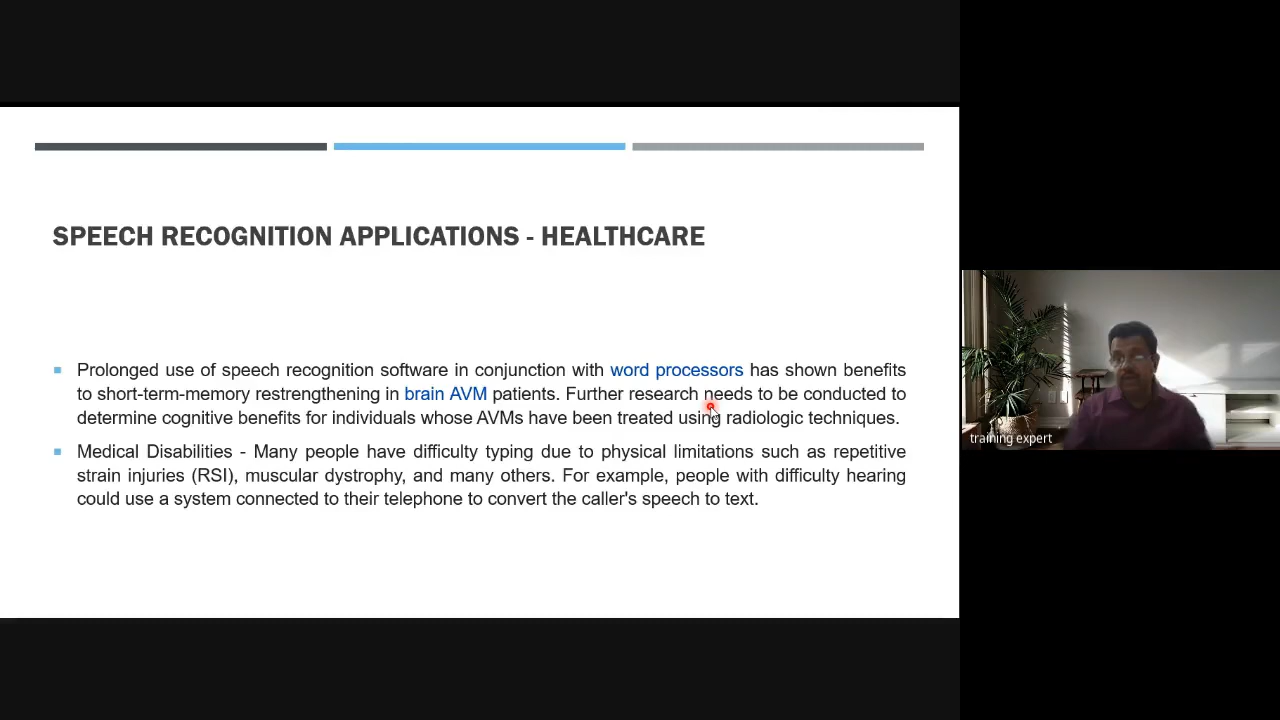 SPEECH RECOGNITION APPLICATIONS - HEALTHCARE
Prolonged use of speech recognition software in conjunction with word processors has shown benefits
to short-term-memory restrengthening in brain AVM patients. Further research needs to be conducted to
determine cognitive benefits for individuals whose AVMs have been treated using radiologic techniques.
Medical Disabilities - Many people have difficulty typing due to physical limitations such as repetitive
strain injuries (RSI), muscular dystrophy, and many others. For example, people with difficulty hearing
could use a system connected to their telephone to convert the caller's speech to text.
training expert